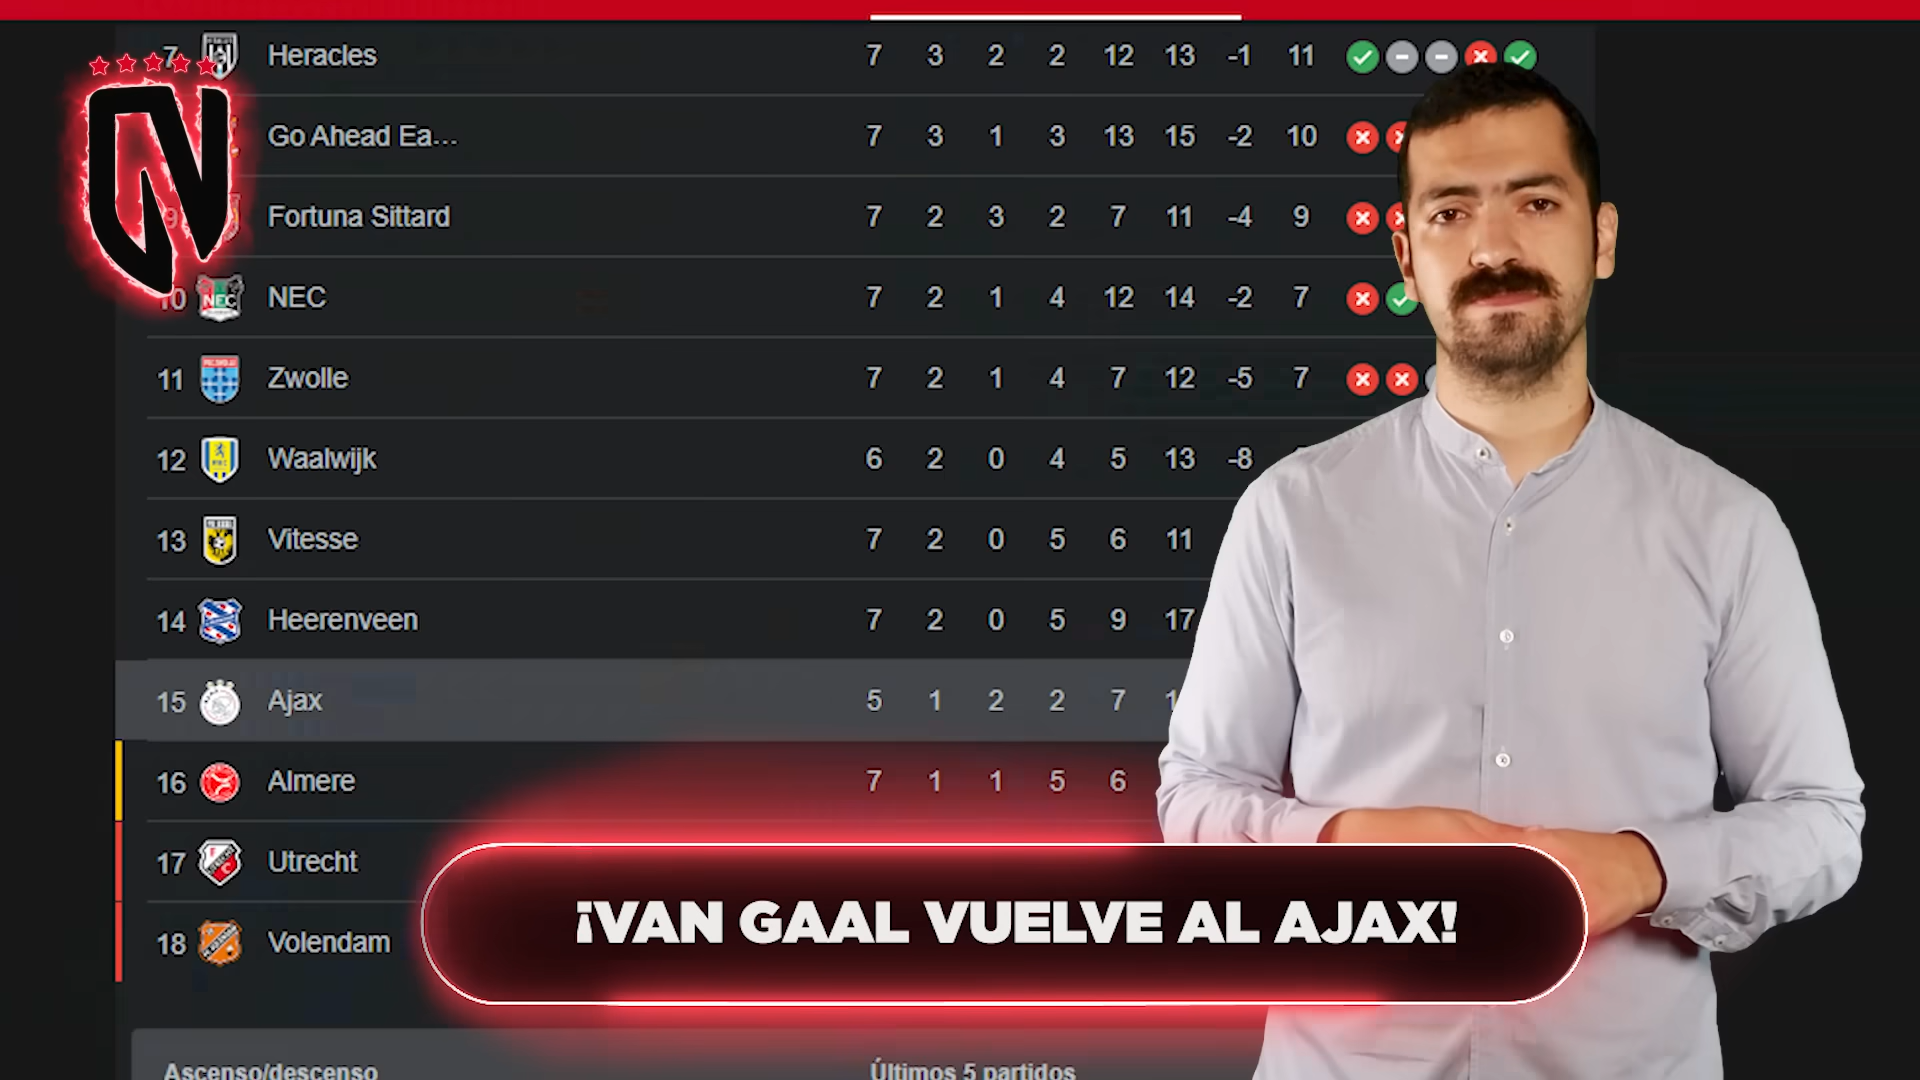 7 Heracles 7 3 2 2 12 13 -1 11
Go Ahead Ea... 7 3 1 3 13 15 -2 10
9 Fortuna Sittard 7 2 3 2 7 11 -4 9
10 NEC NEC 7 2 1 4 12 14 -2 7
11 Zwolle 7 2 1 4 7 12 -5 7
12 Waalwijk 6 2 0 4 5 13 -8
13 Vitesse 7 2 0 5 6 11
14 Heerenveen 7 2 0 5 9 17
15 Ajax 5 1 2 2 7
16 Almere 7 1 1 5 6
17 Utrecht
18 Volendam
¡VAN GAAL VUELVE AL AJAX!
Ascenso/descenso Últimos 5 partidos